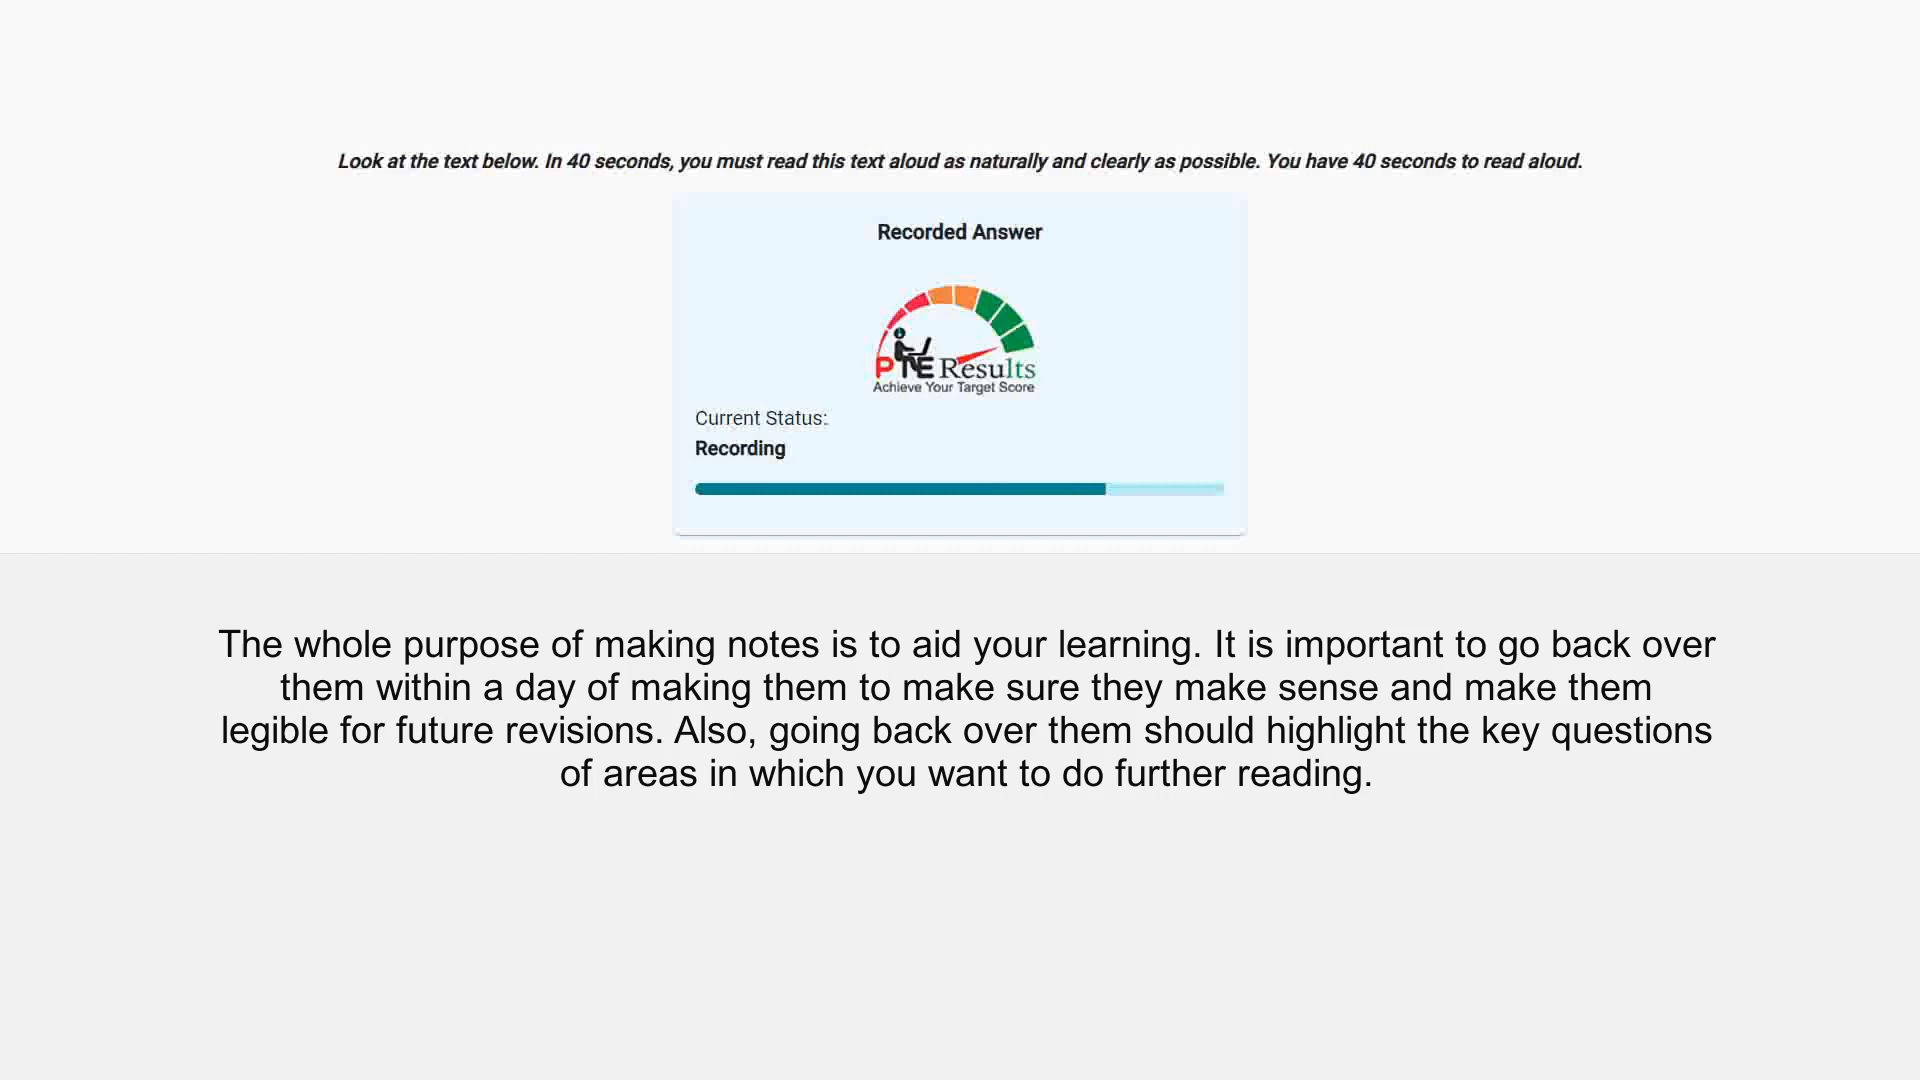 Look at the text below. In 40 seconds, you must read this text aloud as naturally and clearly as possible. You have 40 seconds to read aloud.
Recorded Answer
PTE Results
Achieve Your Target Score
Current Status:
Recording
The whole purpose of making notes is to aid your learning. It is important to go back over
them within a day of making them to make sure they make sense and make them
legible for future revisions. Also, going back over them should highlight the key questions
of areas in which you want to do further reading.